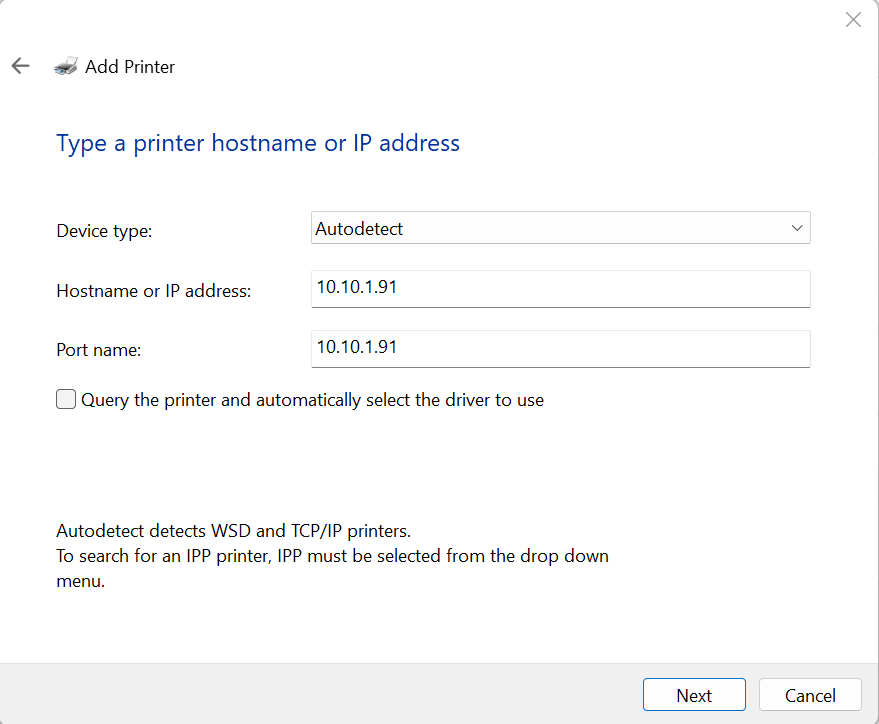 Add Printer
Type a printer hostname or IP address
Device type:
Autodetect
Hostname or IP address:
10.10.1.91
Port name:
10.10.1.91
Query the printer and automatically select the driver to use
Autodetect detects WSD and TCP/IP printers.
To search for an IPP printer, IPP must be selected from the drop down
menu.
Next
Cancel